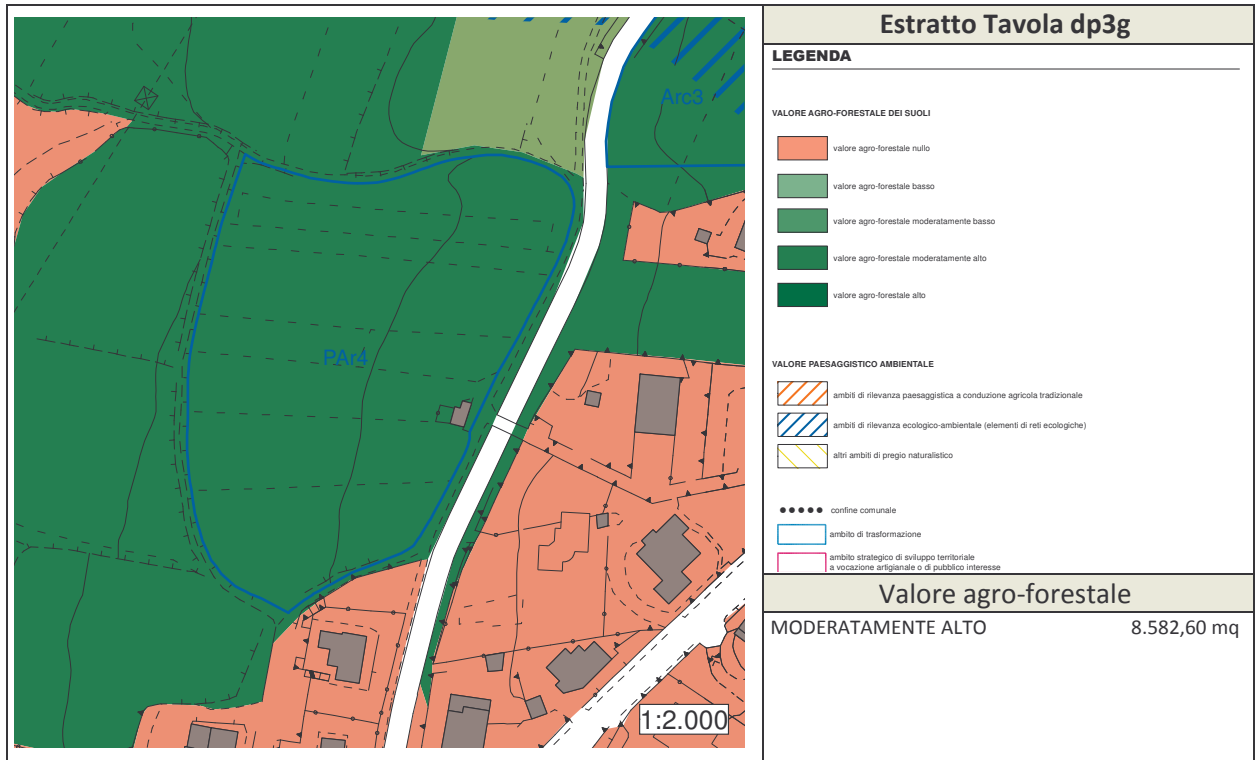 Arc3
PAr4
1:2.000
Estratto Tavola dp3g
LEGENDA
VALORE AGRO-FORESTALE DEI SUOLI
valore agro-forestale nullo
valore agro-forestale basso
valore agro-forestale moderatamente basso
valore agro-forestale moderatamente alto
valore agro-forestale alto
VALORE PAESAGGISTICO AMBIENTALE
ambiti di rilevanza paesaggistica a conduzione agricola tradizionale
ambiti di rilevanza ecologico-ambientale (elementi di reti ecologiche)
altri ambiti di pregio naturalistico
confine comunale
ambito di trasformazione
ambito strategico di sviluppo territoriale
a vocazione artigianale o di pubblico interesse
Valore agro-forestale
MODERATAMENTE ALTO 8.582,60 mq